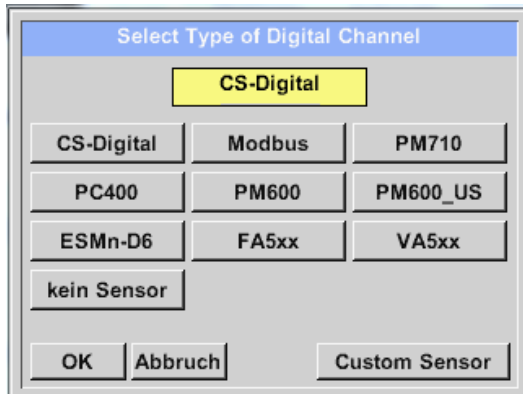 Select Type of Digital Channel
CS-Digital
CS-Digital Modbus PM710
PC400 PM600 PM600_US
ESMn-D6 FA5xx VA5xx
kein Sensor
OK Abbruch Custom Sensor